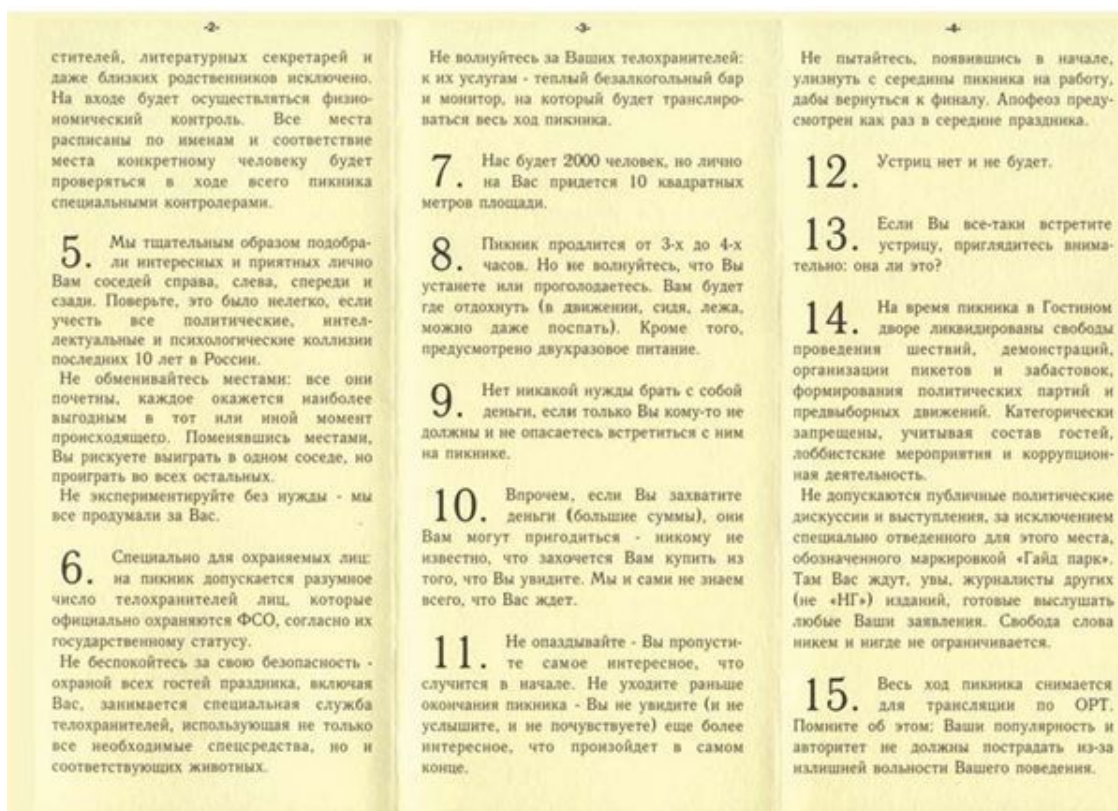 -2-
стителей, литературных секретарей и
даже близких родственников исключено.
На входе будет осуществляться физио-
номический контроль. Все места
расписаны по именам и соответствие
места конкретному человеку будет
проверяться в ходе всего пикника
специальными контролерами.
5. Мы тщательным образом подобра-
ли интересных и приятных лично
Вам соседей справа, слева, спереди и
сзади. Поверьте, это было нелегко, если
учесть все политические, интел-
лектуальные и психологические коллизии
последних 10 лет в России.
Не обменивайтесь местами: все они
почетны, каждое окажется наиболее
выгодным в тот или иной момент
происходящего. Поменявшись местами,
Вы рискуете выиграть в одном соседе, но
проиграть во всех остальных.
Не экспериментируйте без нужды - мы
все продумали за Вас.
6. Специально для охраняемых лиц:
на пикник допускается разумное
число телохранителей лиц, которые
официально охраняются ФСО, согласно их
государственному статусу.
Не беспокойтесь за свою безопасность -
охраной всех гостей праздника, включая
Вас, занимается специальная служба
телохранителей, использующая не только
все необходимые спецсредства, но и
соответствующих животных.
-3-
Не волнуйтесь за Ваших телохранителей:
к их услугам - теплый безалкогольный бар
и монитор, на который будет транслиро-
ваться весь ход пикника.
7. Нас будет 2000 человек, но лично
на Вас придется 10 квадратных
метров площади.
8. Пикник продлится от 3-х до 4-х
часов. Но не волнуйтесь, что Вы
устанете или проголодаетесь. Вам будет
где отдохнуть (в движении, сидя, лежа,
можно даже поспать). Кроме того,
предусмотрено двухразовое питание.
9. Нет никакой нужды брать с собой
деньги, если только Вы кому-то не
должны и не опасаетесь встретиться с ним
на пикнике.
10. Впрочем, если Вы захватите
деньги (большие суммы), они
Вам могут пригодиться - никому не
известно, что захочется Вам купить из
того, что Вы увидите. Мы и сами не знаем
всего, что Вас ждет.
11. Не опаздывайте - Вы пропусти-
те самое интересное, что
случится в начале. Не уходите раньше
окончания пикника - Вы не увидите (и не
услышите, и не почувствуете) еще более
интересное, что произойдет в самом
конце.
-4-
Не пытайтесь, появившись в начале,
улизнуть с середины пикника на работу,
дабы вернуться к финалу. Апофеоз преду-
смотрен как раз в середине праздника.
12. Устриц нет и не будет.
13. Если Вы все-таки встретите
устрицу, приглядитесь внима-
тельно: она ли это?
14. На время пикника в Гостином
дворе ликвидированы свободы
проведения шествий, демонстраций,
организации пикетов и забастовок,
формирования политических партий и
предвыборных движений. Категорически
запрещены, учитывая состав гостей,
лоббистские мероприятия и коррупцион-
ная деятельность.
Не допускаются публичные политические
дискуссии и выступления, за исключением
специально отведенного для этого места,
обозначенного маркировкой «Гайд парк».
Там Вас ждут, увы, журналисты других
(не «НГ») изданий, готовые выслушать
любые Ваши заявления. Свобода слова
никем и нигде не ограничивается.
15. Весь ход пикника снимается
для трансляции по ОРТ.
Помните об этом: Ваши популярность и
авторитет не должны пострадать из-за
излишней вольности Вашего поведения.